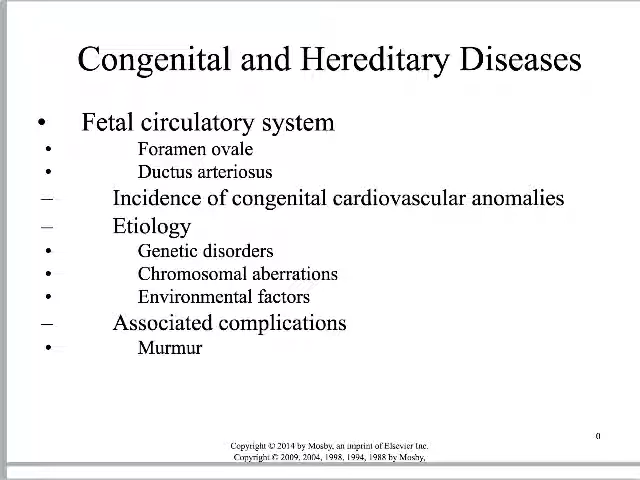 Congenital and Hereditary Diseases
• Fetal circulatory system
• Foramen ovale
• Ductus arteriosus
– Incidence of congenital cardiovascular anomalies
– Etiology
• Genetic disorders
• Chromosomal aberrations
• Environmental factors
– Associated complications
• Murmur
0
Copyright © 2014 by Mosby, an imprint of Elsevier Inc.
Copyright © 2009, 2004, 1998, 1994, 1988 by Mosby,